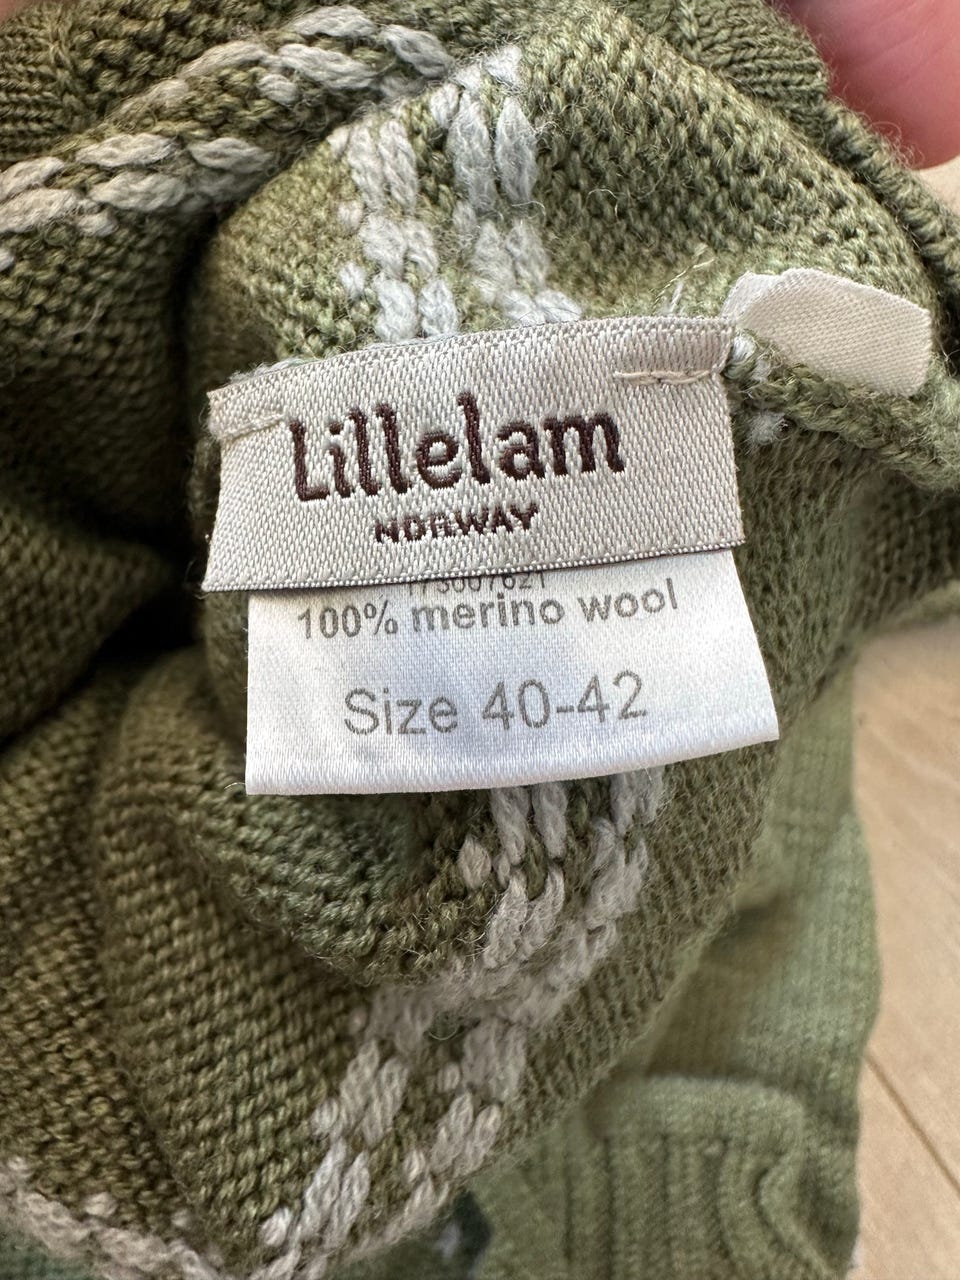 Lillelam
NORWAY
100% merino wool
Size 40-42